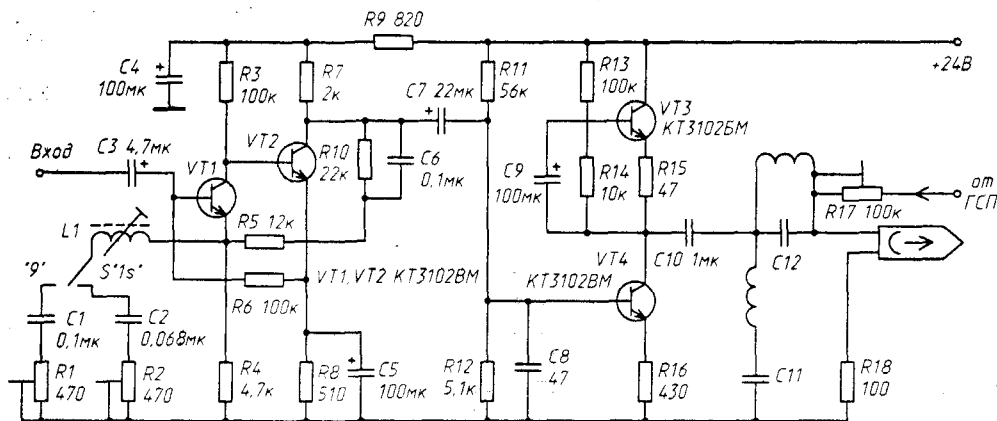 R9 820
C4
100мк
R3
100к
R7
2к
C7 22мк
R11
56к
R13
100к
+24В
VT3
КТ3102БМ
C3 4,7мк
Вход
VT1
VT2
R10
22к
C6
0,1мк
C9
100мк
R14
10к
R15
47
от
ГСП
R17 100к
L1
R5 12к
S"1s"
"9"
VT1,VT2 КТ3102ВМ
R6 100к
VT4
КТ3102ВМ
C10 1мк
C12
C1
0,1мк
C2
0,068мк
R1
470
R2
470
R4
4,7к
R8
510
C5
100мк
R12
5,1к
C8
47
R16
430
C11
R18
100